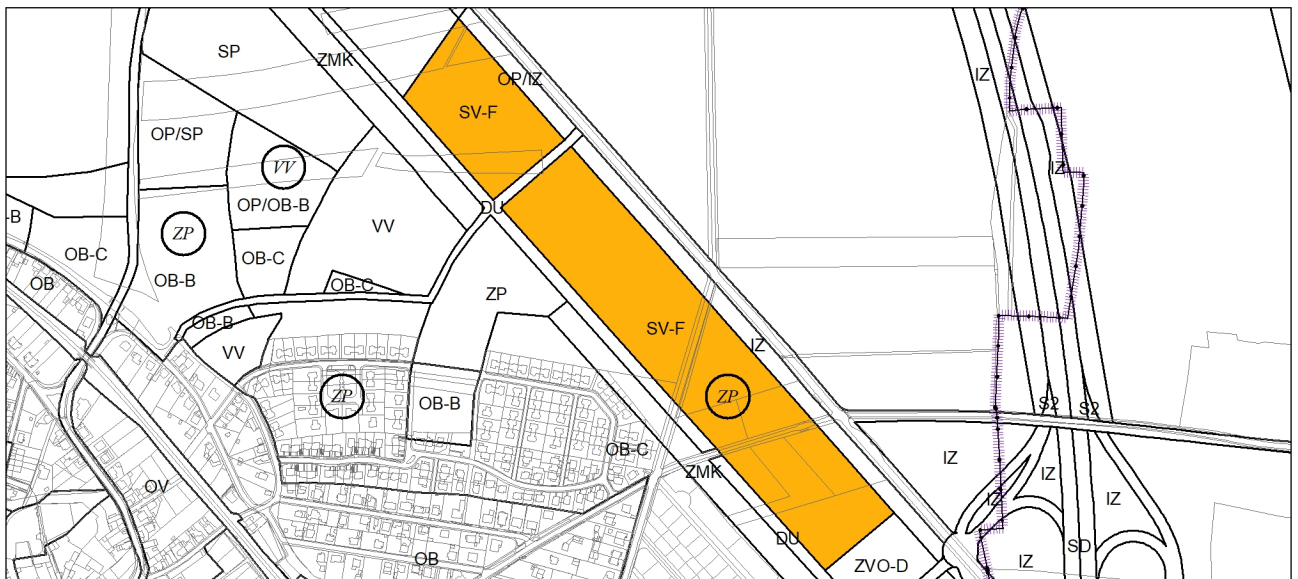 SP
ZMK
OP/IZ
IZ
SV-F
OP/SP
VV
IZ
OP/OB-B
DU
-B
ZP
VV
OB-C
OB-C
OB
OB-B
OB-C
ZP
OB-B
SV-F
VV
IZ
ZP
ZP
OB-B
S2
S2
OB-C
IZ
ZMK
IZ
OV
IZ
IZ
DU
SD
OB
ZVO-D
IZ